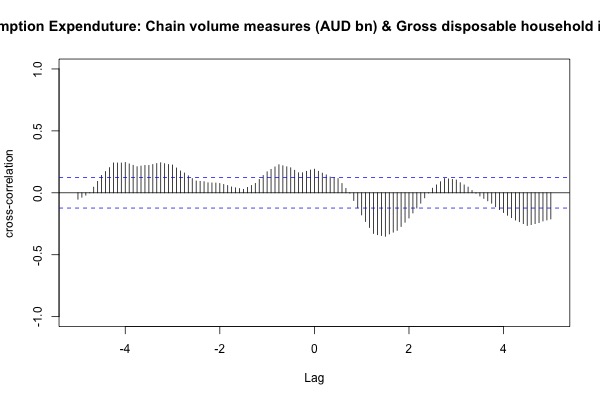 mption Expenduture: Chain volume measures (AUD bn) & Gross disposable household i
1.0
0.5
0.0
-0.5
-1.0
cross-correlation
-4 -2 0 2 4
Lag